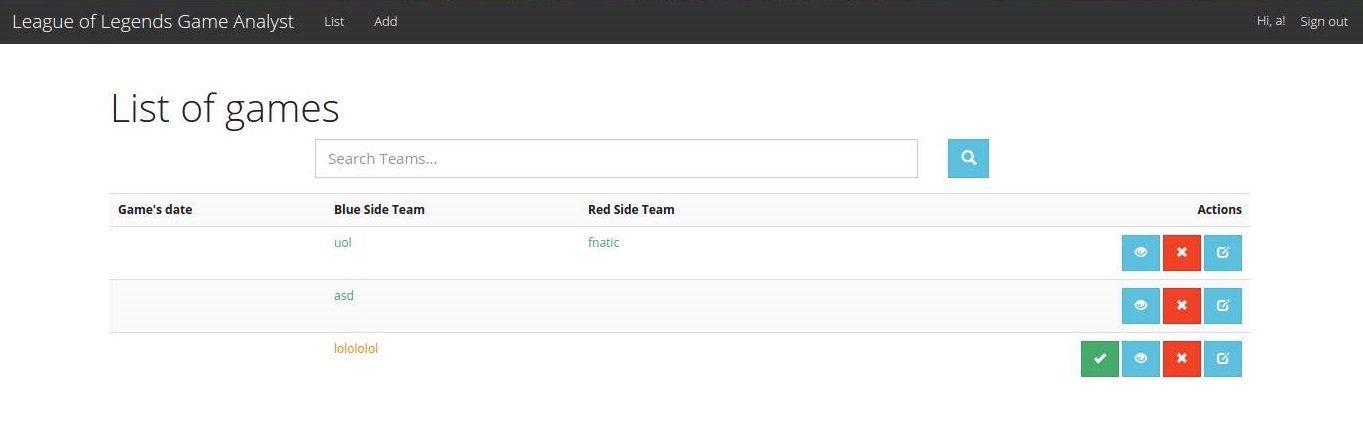 League of Legends Game Analyst List Add Hi, a! Sign out
List of games
Search Teams...
Game's date Blue Side Team Red Side Team Actions
uol fnatic
asd
lolololol